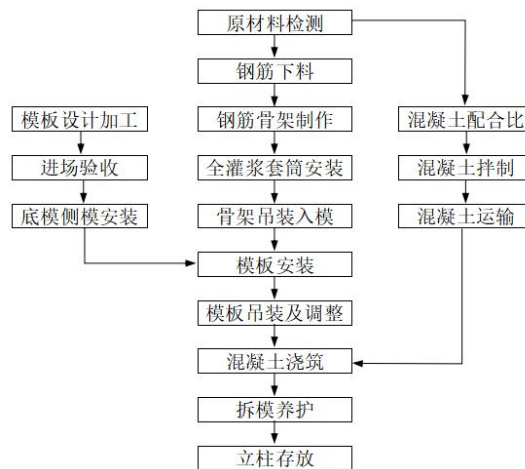 原材料检测
钢筋下料
模板设计加工
钢筋骨架制作
混凝土配合比
进场验收
全灌浆套筒安装
混凝土拌制
底模侧模安装
骨架吊装入模
混凝土运输
模板安装
模板吊装及调整
混凝土浇筑
拆模养护
立柱存放